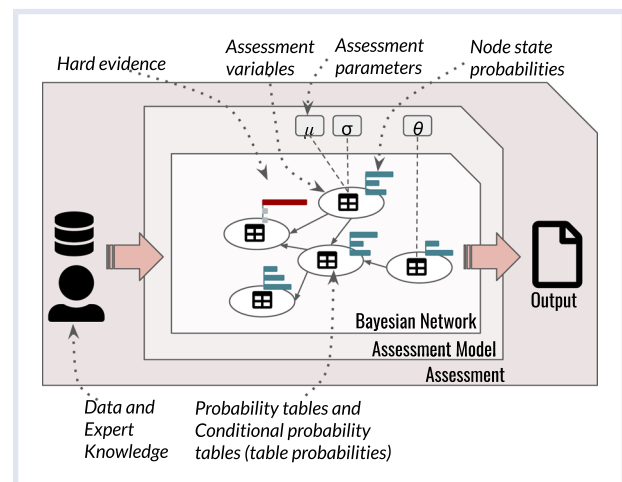 Hard evidence
Assessment
variables
Assessment
parameters
Node state
probabilities
μ
σ
θ
Output
Bayesian Network
Assessment Model
Assessment
Data and
Expert
Knowledge
Probability tables and
Conditional probability
tables (table probabilities)